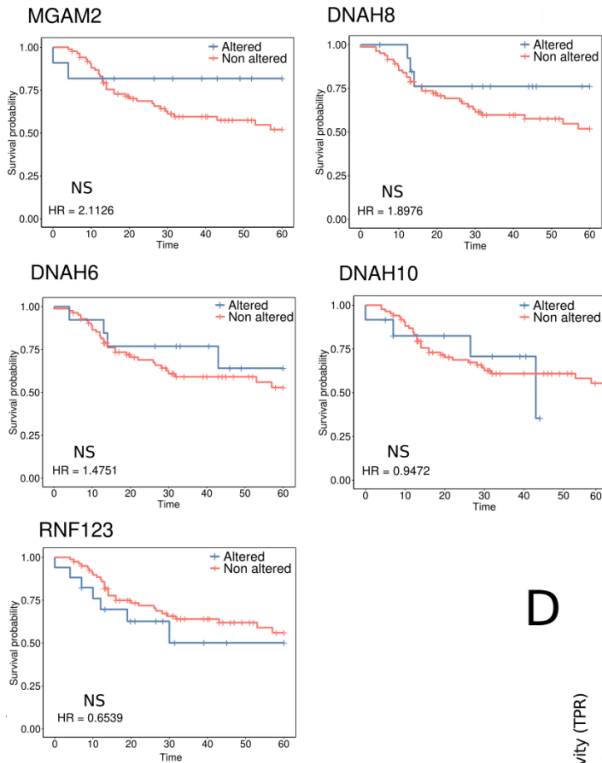 MGAM2
Altered
Non altered
Survival probability
1.00
0.75
0.50
0.25
0.00
NS
HR = 2.1126
0 10 20 30 40 50 60
Time
DNAH8
Altered
Non altered
Survival probability
1.00
0.75
0.50
0.25
0.00
NS
HR = 1.8976
0 10 20 30 40 50 60
Time
DNAH6
Altered
Non altered
Survival probability
1.00
0.75
0.50
0.25
0.00
NS
HR = 1.4751
0 10 20 30 40 50 60
Time
DNAH10
Altered
Non altered
Survival probability
1.00
0.75
0.50
0.25
0.00
NS
HR = 0.9472
0 10 20 30 40 50 60
Time
RNF123
Altered
Non altered
Survival probability
1.00
0.75
0.50
0.25
0.00
NS
HR = 0.6539
0 10 20 30 40 50 60
Time
D
vity (TPR)